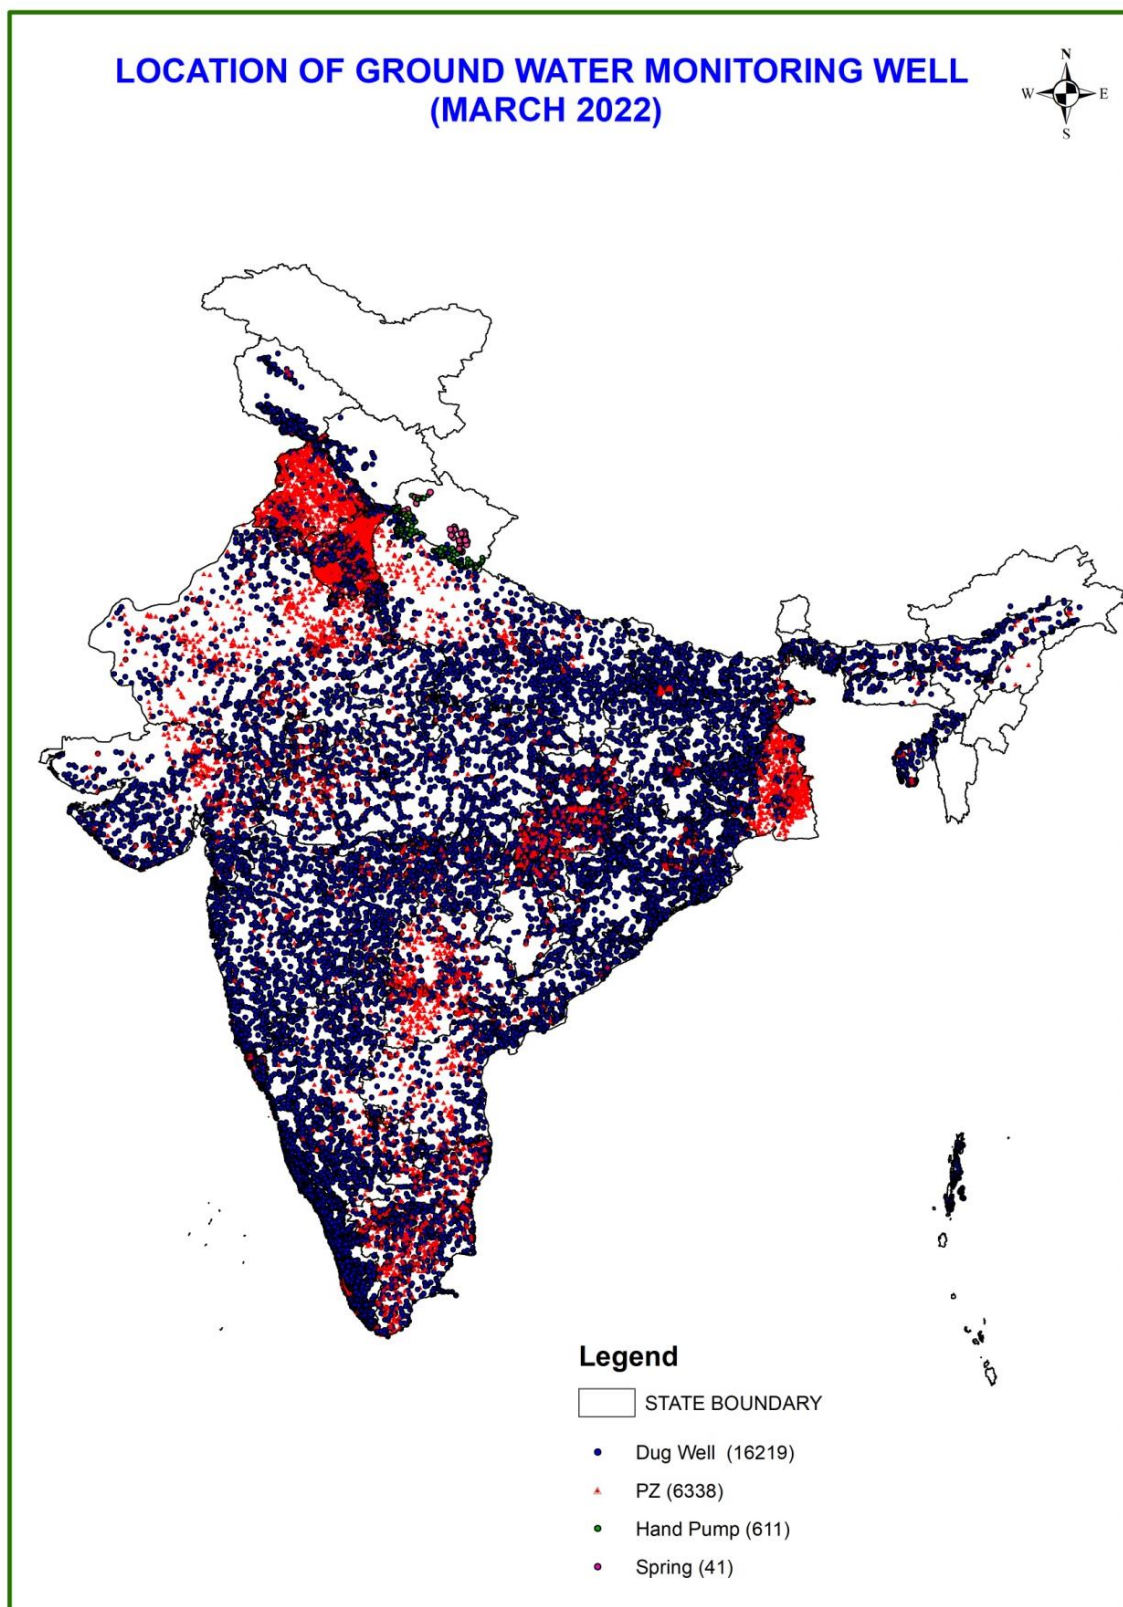 LOCATION OF GROUND WATER MONITORING WELL
(MARCH 2022)
N
W E
S
Legend
STATE BOUNDARY
Dug Well (16219)
PZ (6338)
Hand Pump (611)
Spring (41)